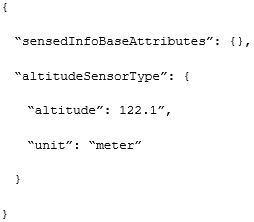 {
“sensedInfoBaseAttributes”: {},
“altitudeSensorType”: {
“altitude”: 122.1”,
“unit”: “meter”
}
}